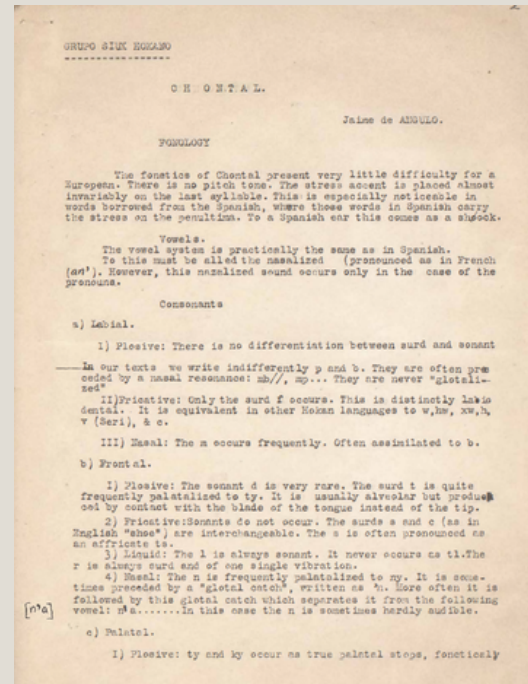 GRUPO SIUX HOKANO
C H O N T A L.
Jaime de ANGULO.
FONOLOGY
The fonetics of Chontal present very little difficulty for a
European. There is no pitch tone. The stress accent is placed almost
invariably on the last syllable. This is especially noticeable in
words borrowed from the Spanish, where those words in Spanish carry
the stress on the penultima. To a Spanish ear this comes as a shock.
Vowels.
The vowel system is practically the same as in Spanish.
To this must be added the nasalized (pronounced as in French
(an'). However, this nazalized sound occurs only in the case of the
pronouns.
Consonants
a) Labial.
I) Plosive: There is no differentiation between surd and sonant
In our texts we write indifferently p and b. They are often pre
ceded by a nasal resonance: mb//, mp... They are never "glotali-
zed"
II)Fricative: Only the surd f occurs. This is distinctly labio
dental. It is equivalent in other Hokan languages to w,hw, xw,h,
v (Seri), & c.
III) Nasal: The m occurs frequently. Often assimilated to b.
b) Frontal.
I) Plosive: The sonant d is very rare. The surd t is quite
frequently palatalized to ty. It is usually alveolar but produ
ced by contact with the blade of the tongue instead of the tip.
2) Fricative:Sonants do not occur. The surds s and c (as in
English "shoe") are interchangeable. The s is often pronounced as
an affricate ts.
3) Liquid: The l is always sonant. It never occurs as tl.The
r is always surd and of one single vibration.
4) Nasal: The n is frequently palatalized to ny. It is some-
times preceded by a "glotal catch", written as 'n. More often it is
followed by this glotal catch which separates it from the following
[n'a] vowel: n'a.......In this case the n is sometimes hardly audible.
c) Palatal.
I) Plosive: ty and ky occur as true palatal stops, fonetically